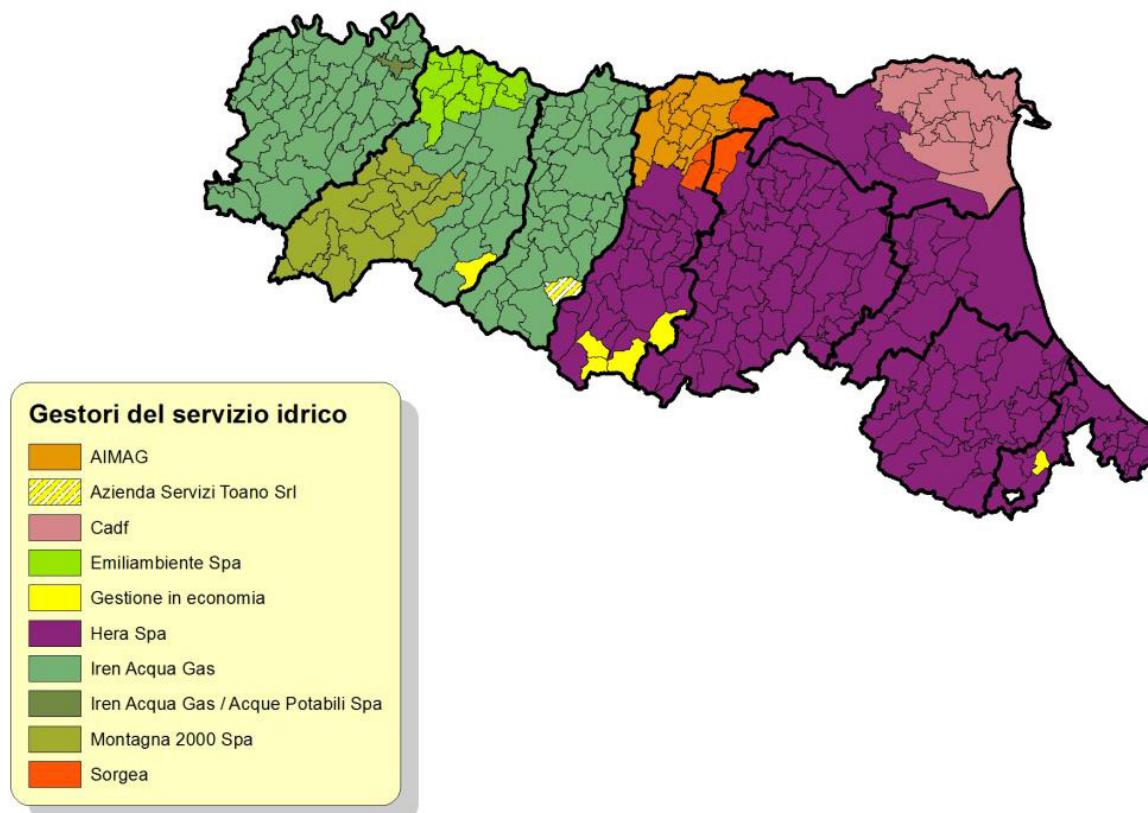 Gestori del servizio idrico
AIMAG
Azienda Servizi Toano Srl
Cadf
Emiliambiente Spa
Gestione in economia
Hera Spa
Iren Acqua Gas
Iren Acqua Gas / Acque Potabili Spa
Montagna 2000 Spa
Sorgea